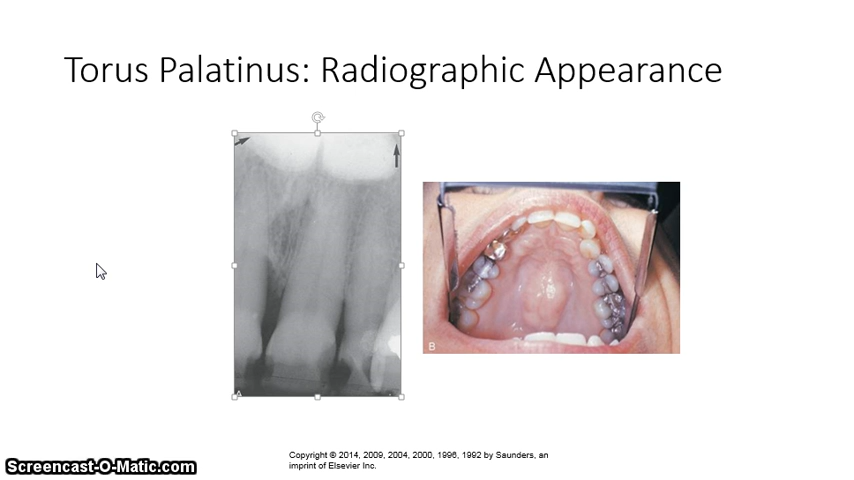 Torus Palatinus: Radiographic Appearance
A
B
Copyright © 2014, 2009, 2004, 2000, 1996, 1992 by Saunders, an
imprint of Elsevier Inc.
Screencast-O-Matic.com